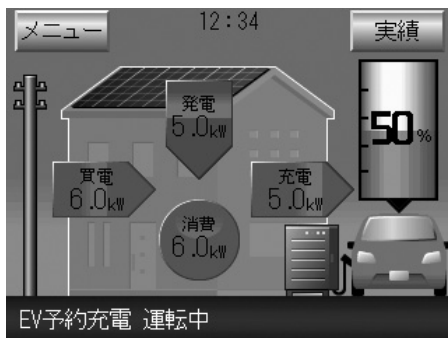 メニュー
12:34
実績
発電
5.0kW
50%
買電
6.0kW
充電
5.0kW
消費
6.0kW
EV予約充電 運転中